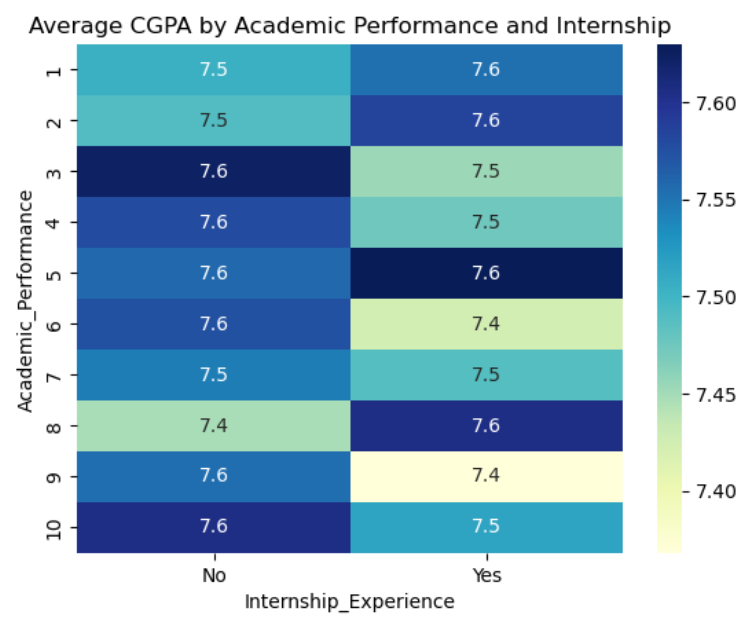 Average CGPA by Academic Performance and Internship
Academic_Performance
1 7.5 7.6
2 7.5 7.6
3 7.6 7.5
4 7.6 7.5
5 7.6 7.6
6 7.6 7.4
7 7.5 7.5
8 7.4 7.6
9 7.6 7.4
10 7.6 7.5
No Yes
Internship_Experience
7.60
7.55
7.50
7.45
7.40